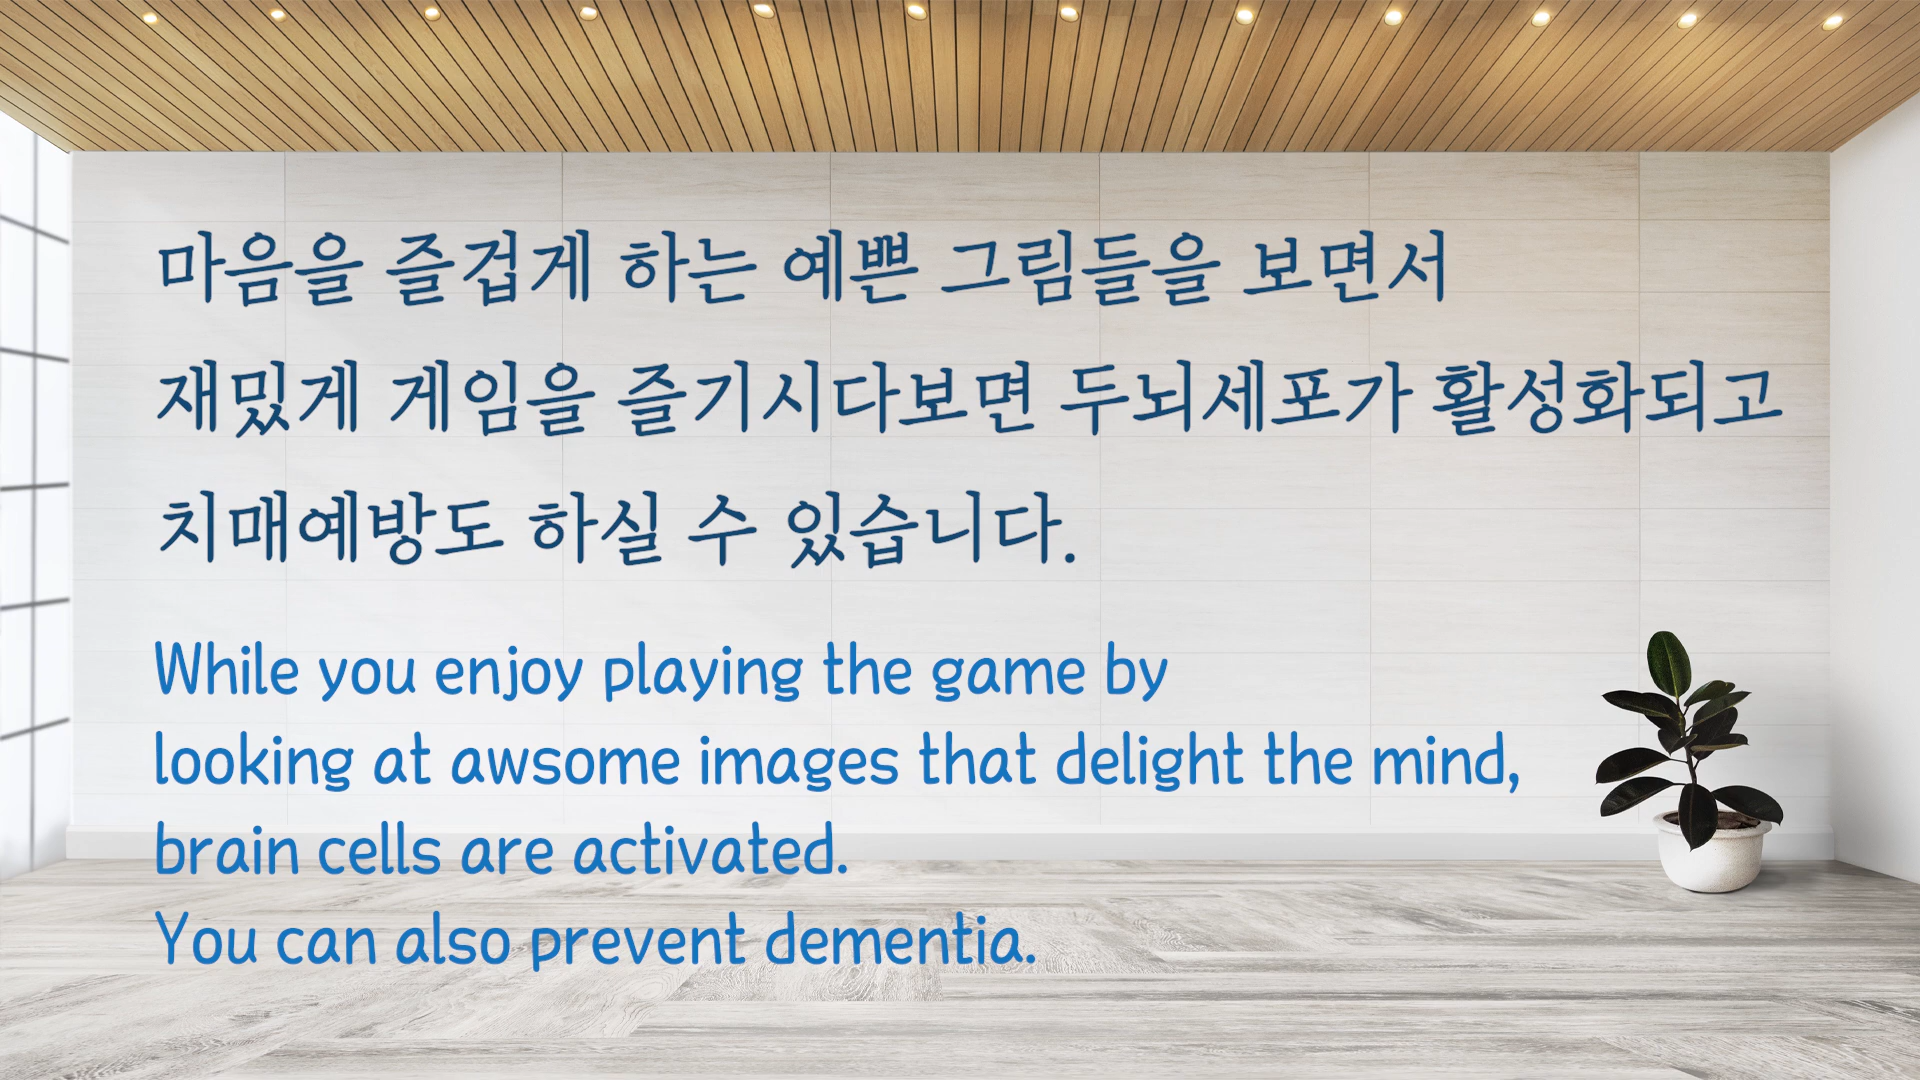 마음을 즐겁게 하는 예쁜 그림들을 보면서
재밌게 게임을 즐기시다보면 두뇌세포가 활성화되고
치매예방도 하실 수 있습니다.
While you enjoy playing the game by
looking at awsome images that delight the mind,
brain cells are activated.
You can also prevent dementia.